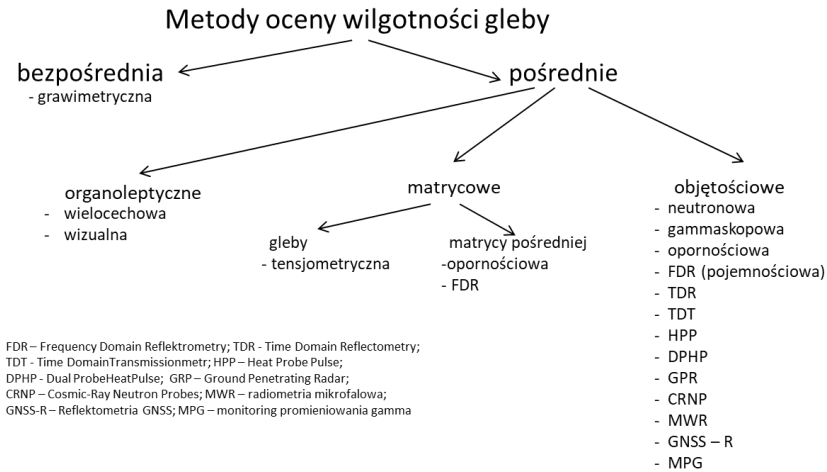 Metody oceny wilgotności gleby
bezpośrednia
- grawimetryczna
pośrednie
organoleptyczne
- wielocechowa
- wizualna
matrycowe
gleby
- tensjometryczna
matrycy pośredniej
-opornościowa
- FDR
objętościowe
- neutronowa
- gammaskopowa
- opornościowa
- FDR (pojemnościowa)
- TDR
- TDT
- HPP
- DPHP
- GPR
- CRNP
- MWR
- GNSS – R
- MPG
FDR – Frequency Domain Reflektrometry; TDR - Time Domain Reflectometry;
TDT - Time DomainTransmissionmetr; HPP – Heat Probe Pulse;
DPHP - Dual ProbeHeatPulse; GRP – Ground Penetrating Radar;
CRNP – Cosmic-Ray Neutron Probes; MWR – radiometria mikrofalowa;
GNSS-R – Reflektometria GNSS; MPG – monitoring promieniowania gamma